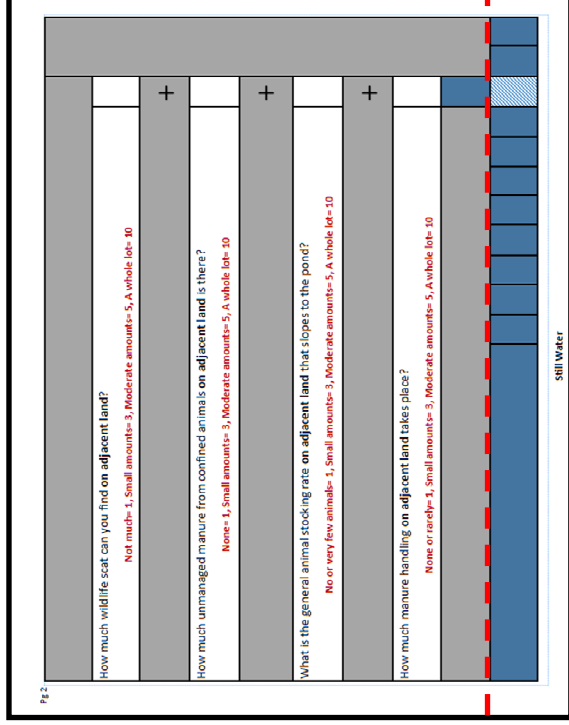 Pg 2
How much wildlife scat can you find on adjacent land?
Not much= 1, Small amounts= 3, Moderate amounts= 5, A whole lot= 10
+
How much unmanaged manure from confined animals on adjacent land is there?
None= 1, Small amounts= 3, Moderate amounts= 5, A whole lot= 10
+
What is the general animal stocking rate on adjacent land that slopes to the pond?
No or very few animals= 1, Small amounts= 3, Moderate amounts= 5, A whole lot= 10
+
How much manure handling on adjacent land takes place?
None or rarely= 1, Small amounts= 3, Moderate amounts= 5, A whole lot= 10
Still Water